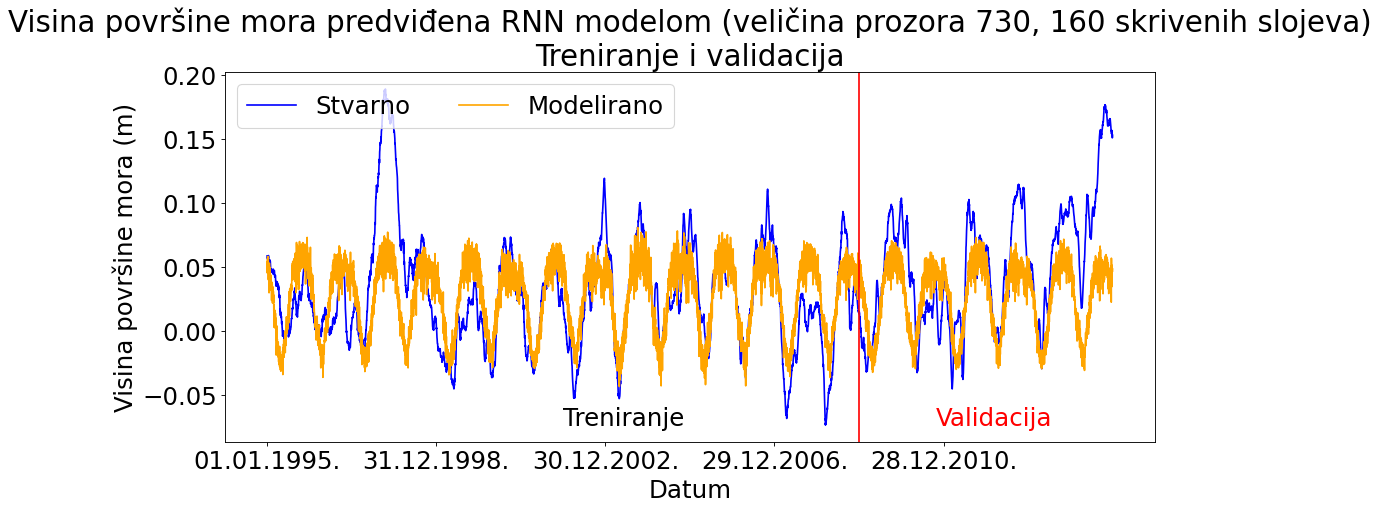 Visina površine mora predviđena RNN modelom (veličina prozora 730, 160 skrivenih slojeva)
Treniranje i validacija
Stvarno
Modelirano
Visina površine mora (m)
0.20
0.15
0.10
0.05
0.00
−0.05
Treniranje
Validacija
01.01.1995.
31.12.1998.
30.12.2002.
29.12.2006.
28.12.2010.
Datum